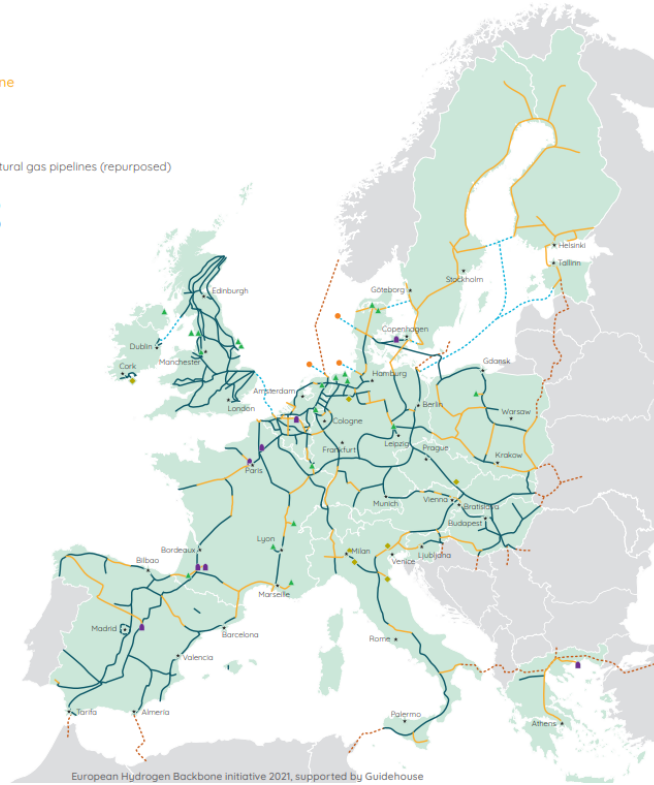 ne
tural gas pipelines (repurposed)
Helsinki
Tallinn
Stockholm
Göteborg
Edinburgh
Copenhagen
Dublin
Manchester
Cork
Gdansk
Hamburg
Amsterdam
London
Berlin
Warsaw
Cologne
Leipzig
Prague
Krakow
Frankfurt
Paris
Munich
Vienna
Bratislava
Budapest
Lyon
Bordeaux
Milan
Venice
Ljubljana
Bilbao
Marseille
Madrid
Barcelona
Rome
Valencia
Tarifa
Almeria
Palermo
Athens
European Hydrogen Backbone initiative 2021, supported by Guidehouse